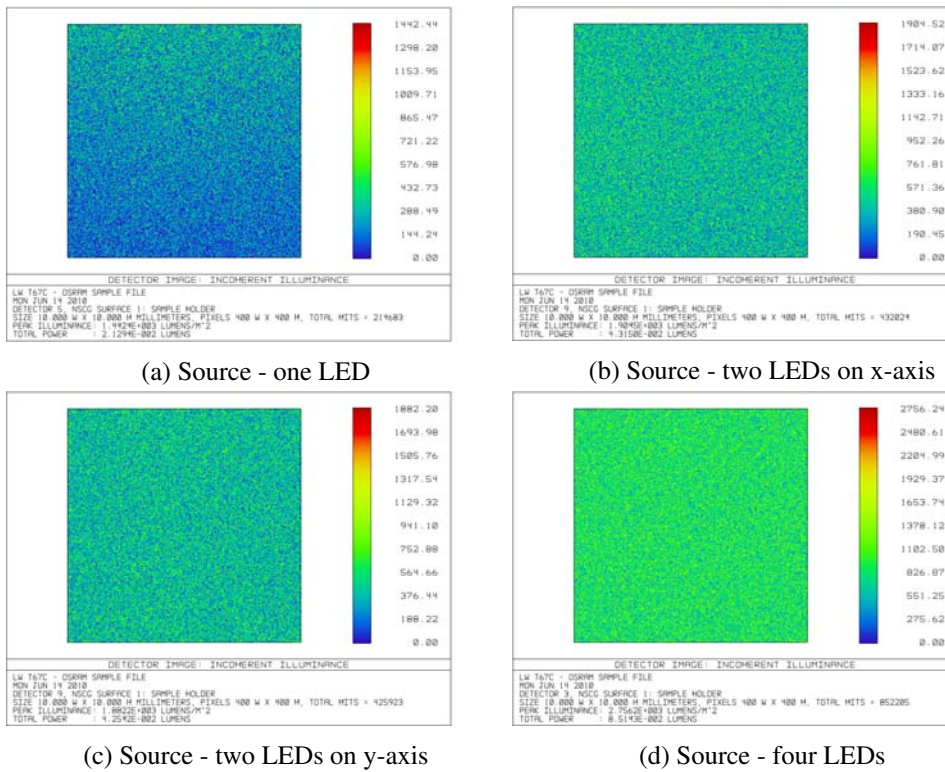 1442.44
1298.20
1153.95
1009.71
865.47
721.22
576.98
432.73
288.49
144.24
0.00
DETECTOR IMAGE: INCOHERENT ILLUMINANCE
LW T67C - OSRAM SAMPLE FILE
MON JUN 14 2010
DETECTOR 5, NSCG SURFACE 1: SAMPLE HOLDER
SIZE 10.000 W X 10.000 H MILLIMETERS, PIXELS 400 W X 400 H, TOTAL HITS = 214683
PEAK ILLUMINANCE: 1.4424E+003 LUMENS/M^2
TOTAL POWER : 2.1294E-002 LUMENS
(a) Source - one LED
1904.52
1714.07
1523.62
1333.16
1142.71
952.26
761.81
571.36
380.90
190.45
0.00
DETECTOR IMAGE: INCOHERENT ILLUMINANCE
LW T67C - OSRAM SAMPLE FILE
MON JUN 14 2010
DETECTOR 9, NSCG SURFACE 1: SAMPLE HOLDER
SIZE 10.000 W X 10.000 H MILLIMETERS, PIXELS 400 W X 400 H, TOTAL HITS = 432024
PEAK ILLUMINANCE: 1.9045E+003 LUMENS/M^2
TOTAL POWER : 4.3150E-002 LUMENS
(b) Source - two LEDs on x-axis
1882.20
1693.98
1505.76
1317.54
1129.32
941.10
752.88
564.66
376.44
188.22
0.00
DETECTOR IMAGE: INCOHERENT ILLUMINANCE
LW T67C - OSRAM SAMPLE FILE
MON JUN 14 2010
DETECTOR 9, NSCG SURFACE 1: SAMPLE HOLDER
SIZE 10.000 W X 10.000 H MILLIMETERS, PIXELS 400 W X 400 H, TOTAL HITS = 425923
PEAK ILLUMINANCE: 1.8822E+003 LUMENS/M^2
TOTAL POWER : 4.2542E-002 LUMENS
(c) Source - two LEDs on y-axis
2756.24
2480.61
2204.99
1929.37
1653.74
1378.12
1102.50
826.87
551.25
275.62
0.00
DETECTOR IMAGE: INCOHERENT ILLUMINANCE
LW T67C - OSRAM SAMPLE FILE
MON JUN 14 2010
DETECTOR 3, NSCG SURFACE 1: SAMPLE HOLDER
SIZE 10.000 W X 10.000 H MILLIMETERS, PIXELS 400 W X 400 H, TOTAL HITS = 852205
PEAK ILLUMINANCE: 2.7562E+003 LUMENS/M^2
TOTAL POWER : 8.5143E-002 LUMENS
(d) Source - four LEDs